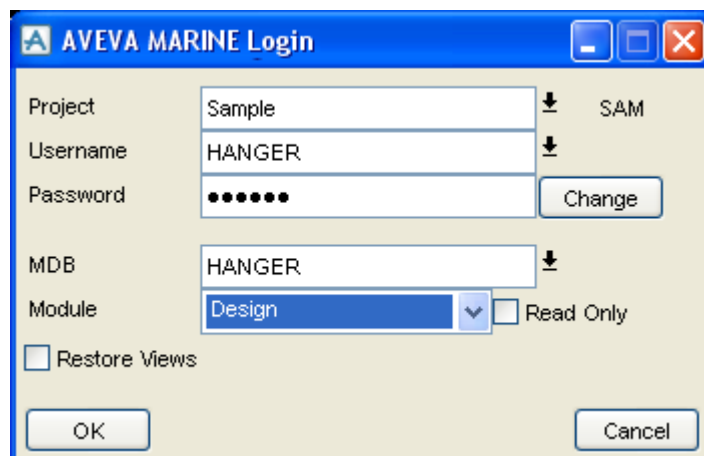 AVEVA MARINE Login
Project Sample SAM
Username HANGER
Password •••••• Change
MDB HANGER
Module Design Read Only
Restore Views
OK Cancel